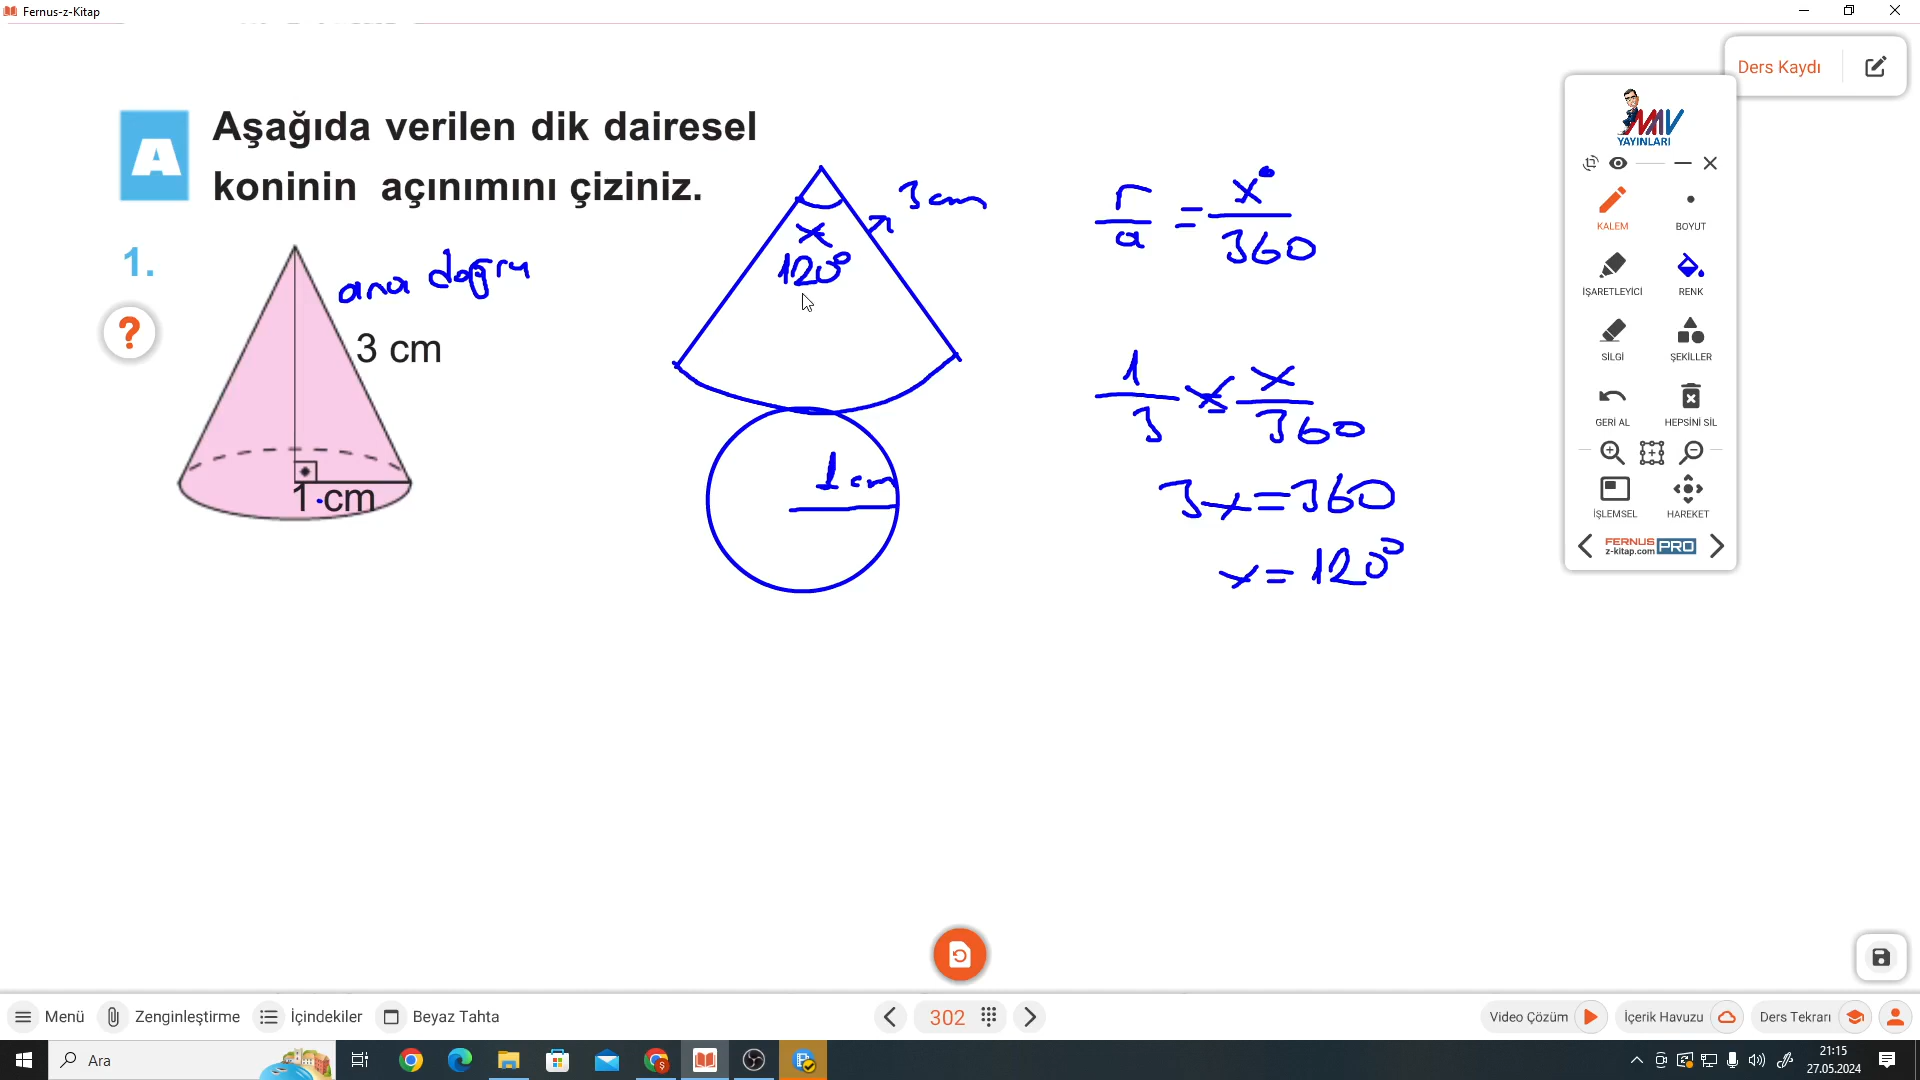 Fernus-z-Kitap
Ders Kaydı
A
Aşağıda verilen dik dairesel
koninin açınımını çiziniz.
1.
?
ana doğru
3 cm
1 cm
x
120°
3 cm
1 cm
r/a = x°/360
1/3 = x/360
3x = 360
x = 120°
MMV
YAYINLARI
KALEM
BOYUT
İŞARETLEYİCİ
RENK
SİLGİ
ŞEKİLLER
GERİ AL
HEPSİNİ SİL
İŞLEMSEL
HAREKET
FERNUS
z-kitap.com PRO
Menü
Zenginleştirme
İçindekiler
Beyaz Tahta
302
Video Çözüm
İçerik Havuzu
Ders Tekrarı
Ara
21:15
27.05.2024